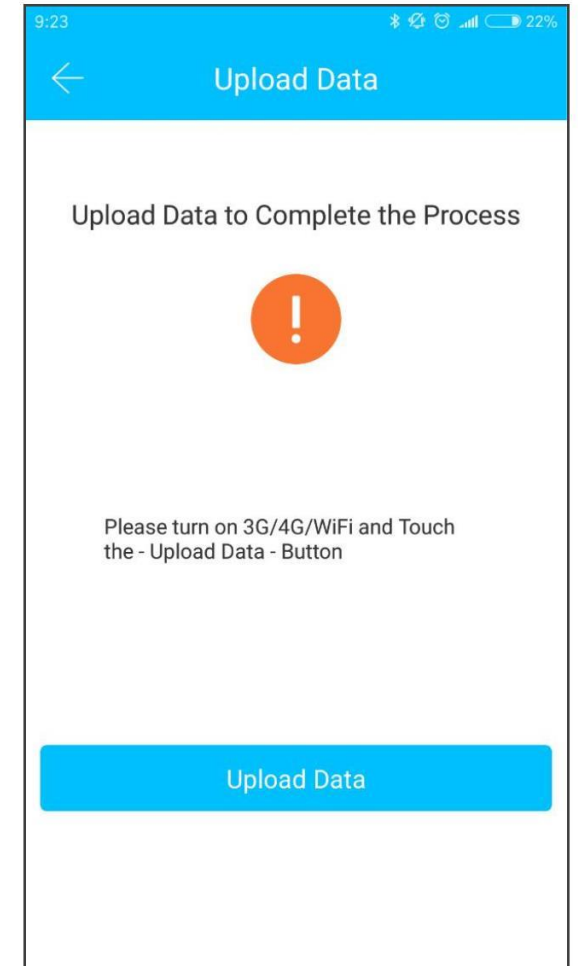 9:23
22%
Upload Data
Upload Data to Complete the Process
!
Please turn on 3G/4G/WiFi and Touch
the - Upload Data - Button
Upload Data